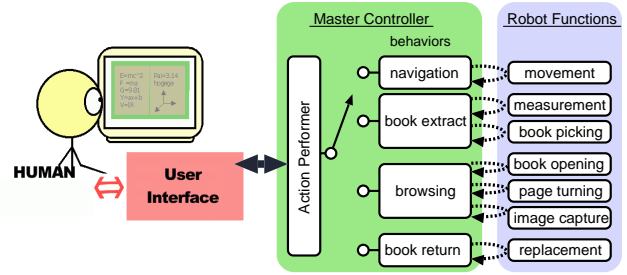 Master Controller
Robot Functions
behaviors
E=mc^2
F =ma
G=9.81
Y=ax+b
Pai=3.14
hogege
HUMAN
User
Interface
Action Performer
navigation
book extract
browsing
book return
movement
measurement
book picking
book opening
page turning
image capture
replacement